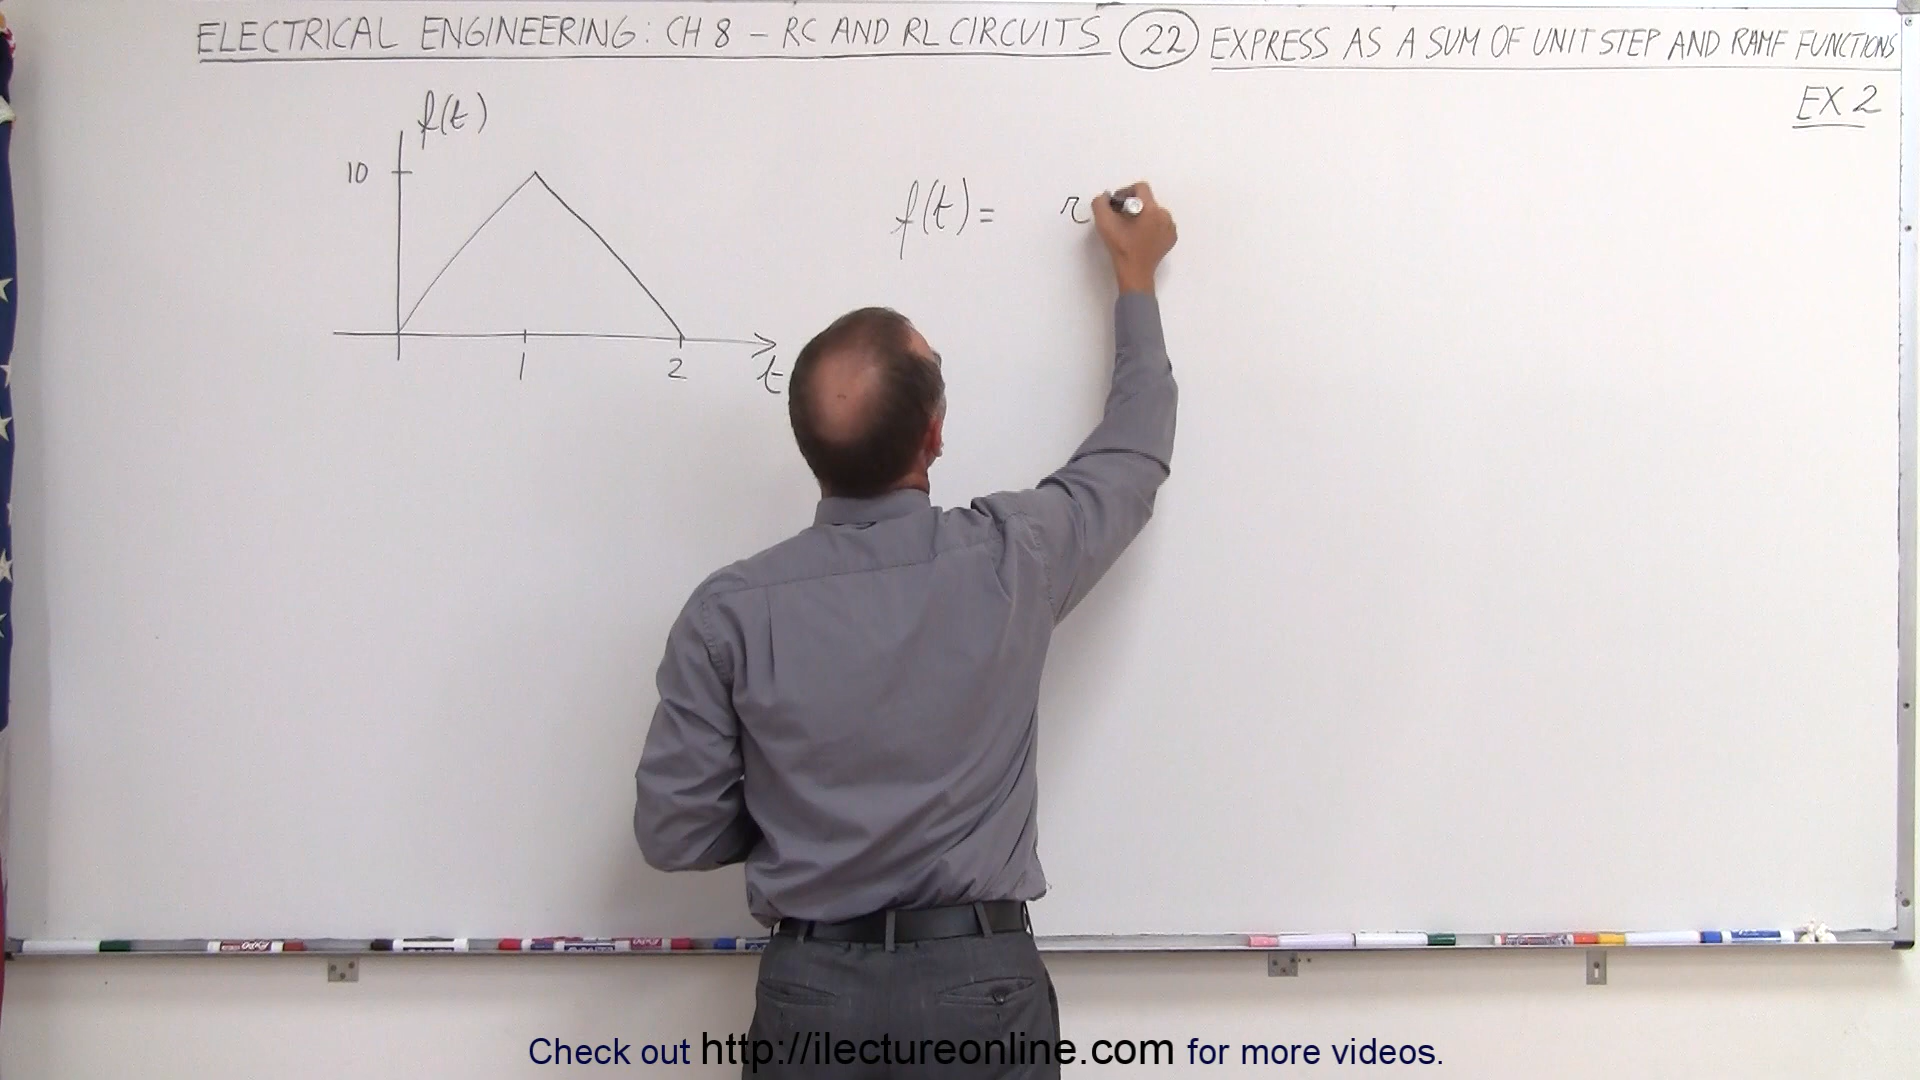 ELECTRICAL ENGINEERING: CH 8 – RC AND RL CIRCUITS 22 EXPRESS AS A SUM OF UNIT STEP AND RAMP FUNCTIONS
EX 2
f(t)
10
1
2
t
f(t) = r
Check out http://ilectureonline.com for more videos.